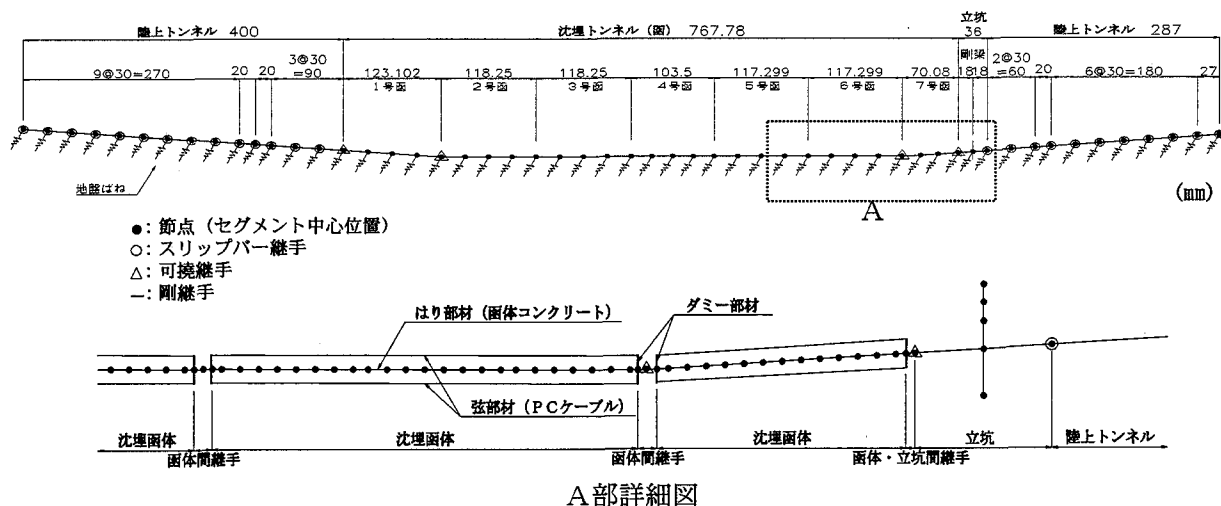 陸上トンネル 400
沈埋トンネル（函）767.78
立坑
36
陸上トンネル 287
9@30=270
20
20
3@30
=90
123.102
118.25
118.25
103.5
117.299
117.299
70.08
剛梁
18
18
2@30
=60
20
6@30=180
27
1号函
2号函
3号函
4号函
5号函
6号函
7号函
地盤ばね
A
(mm)
●：節点（セグメント中心位置）
○：スリップバー継手
△：可撓継手
－：剛継手
はり部材（函体コンクリート）
ダミー部材
弦部材（PCケーブル）
沈埋函体
函体間継手
沈埋函体
函体間継手
沈埋函体
函体・立坑間継手
立坑
陸上トンネル
A部詳細図